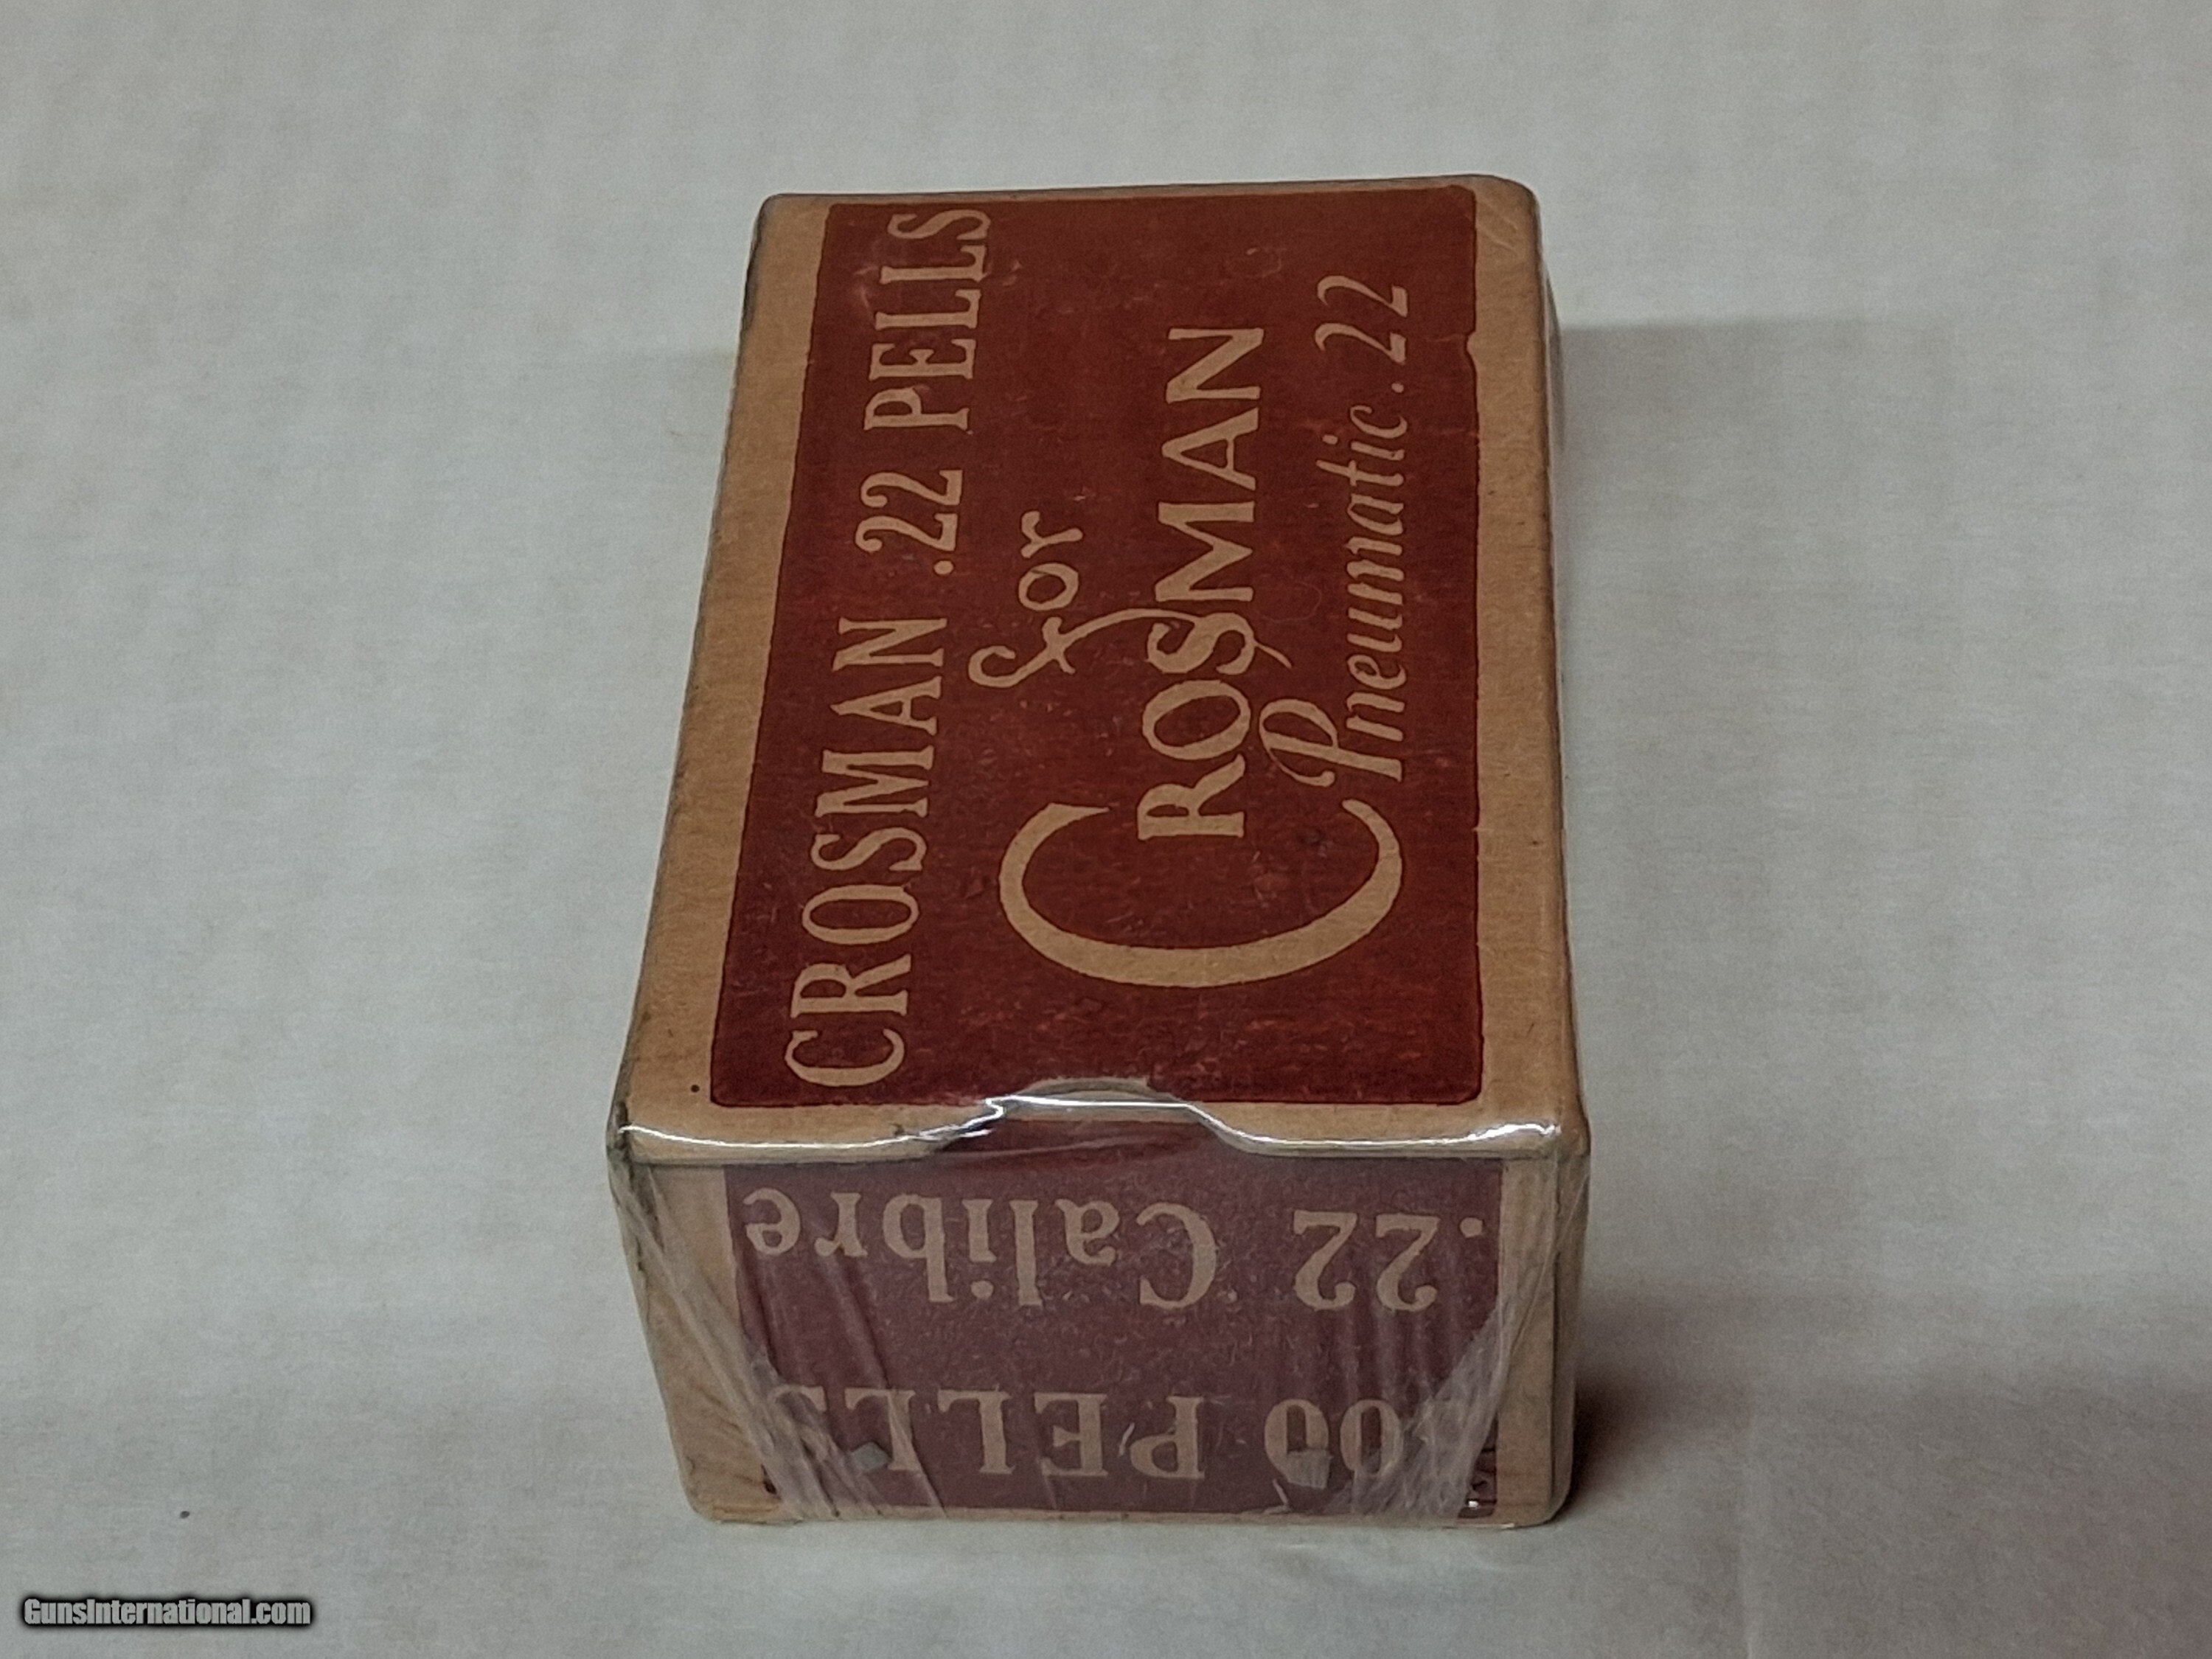 CROSMAN .22 PELLS
for
CROSMAN
Pneumatic .22
.22 Calibre
PELLS
GunsInternational.com